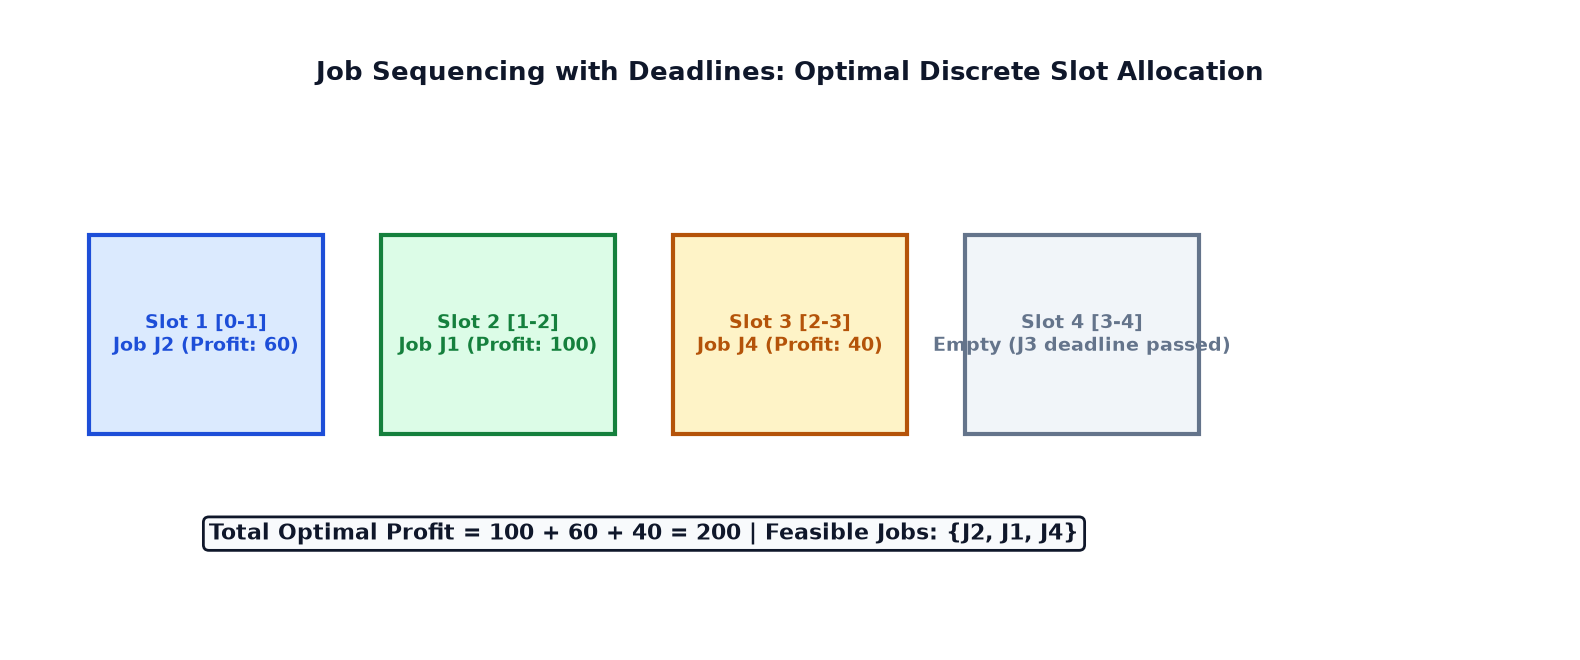 Job Sequencing with Deadlines: Optimal Discrete Slot Allocation
Slot 1 [0-1]
Job J2 (Profit: 60)
Slot 2 [1-2]
Job J1 (Profit: 100)
Slot 3 [2-3]
Job J4 (Profit: 40)
Slot 4 [3-4]
Empty (J3 deadline passed)
Total Optimal Profit = 100 + 60 + 40 = 200 | Feasible Jobs: {J2, J1, J4}